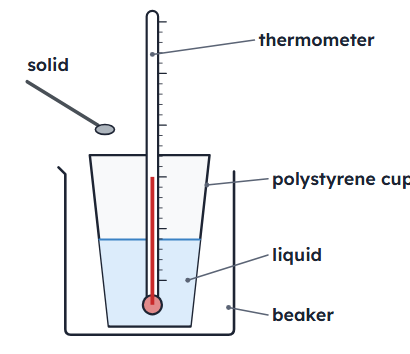 thermometer
solid
polystyrene cup
liquid
beaker